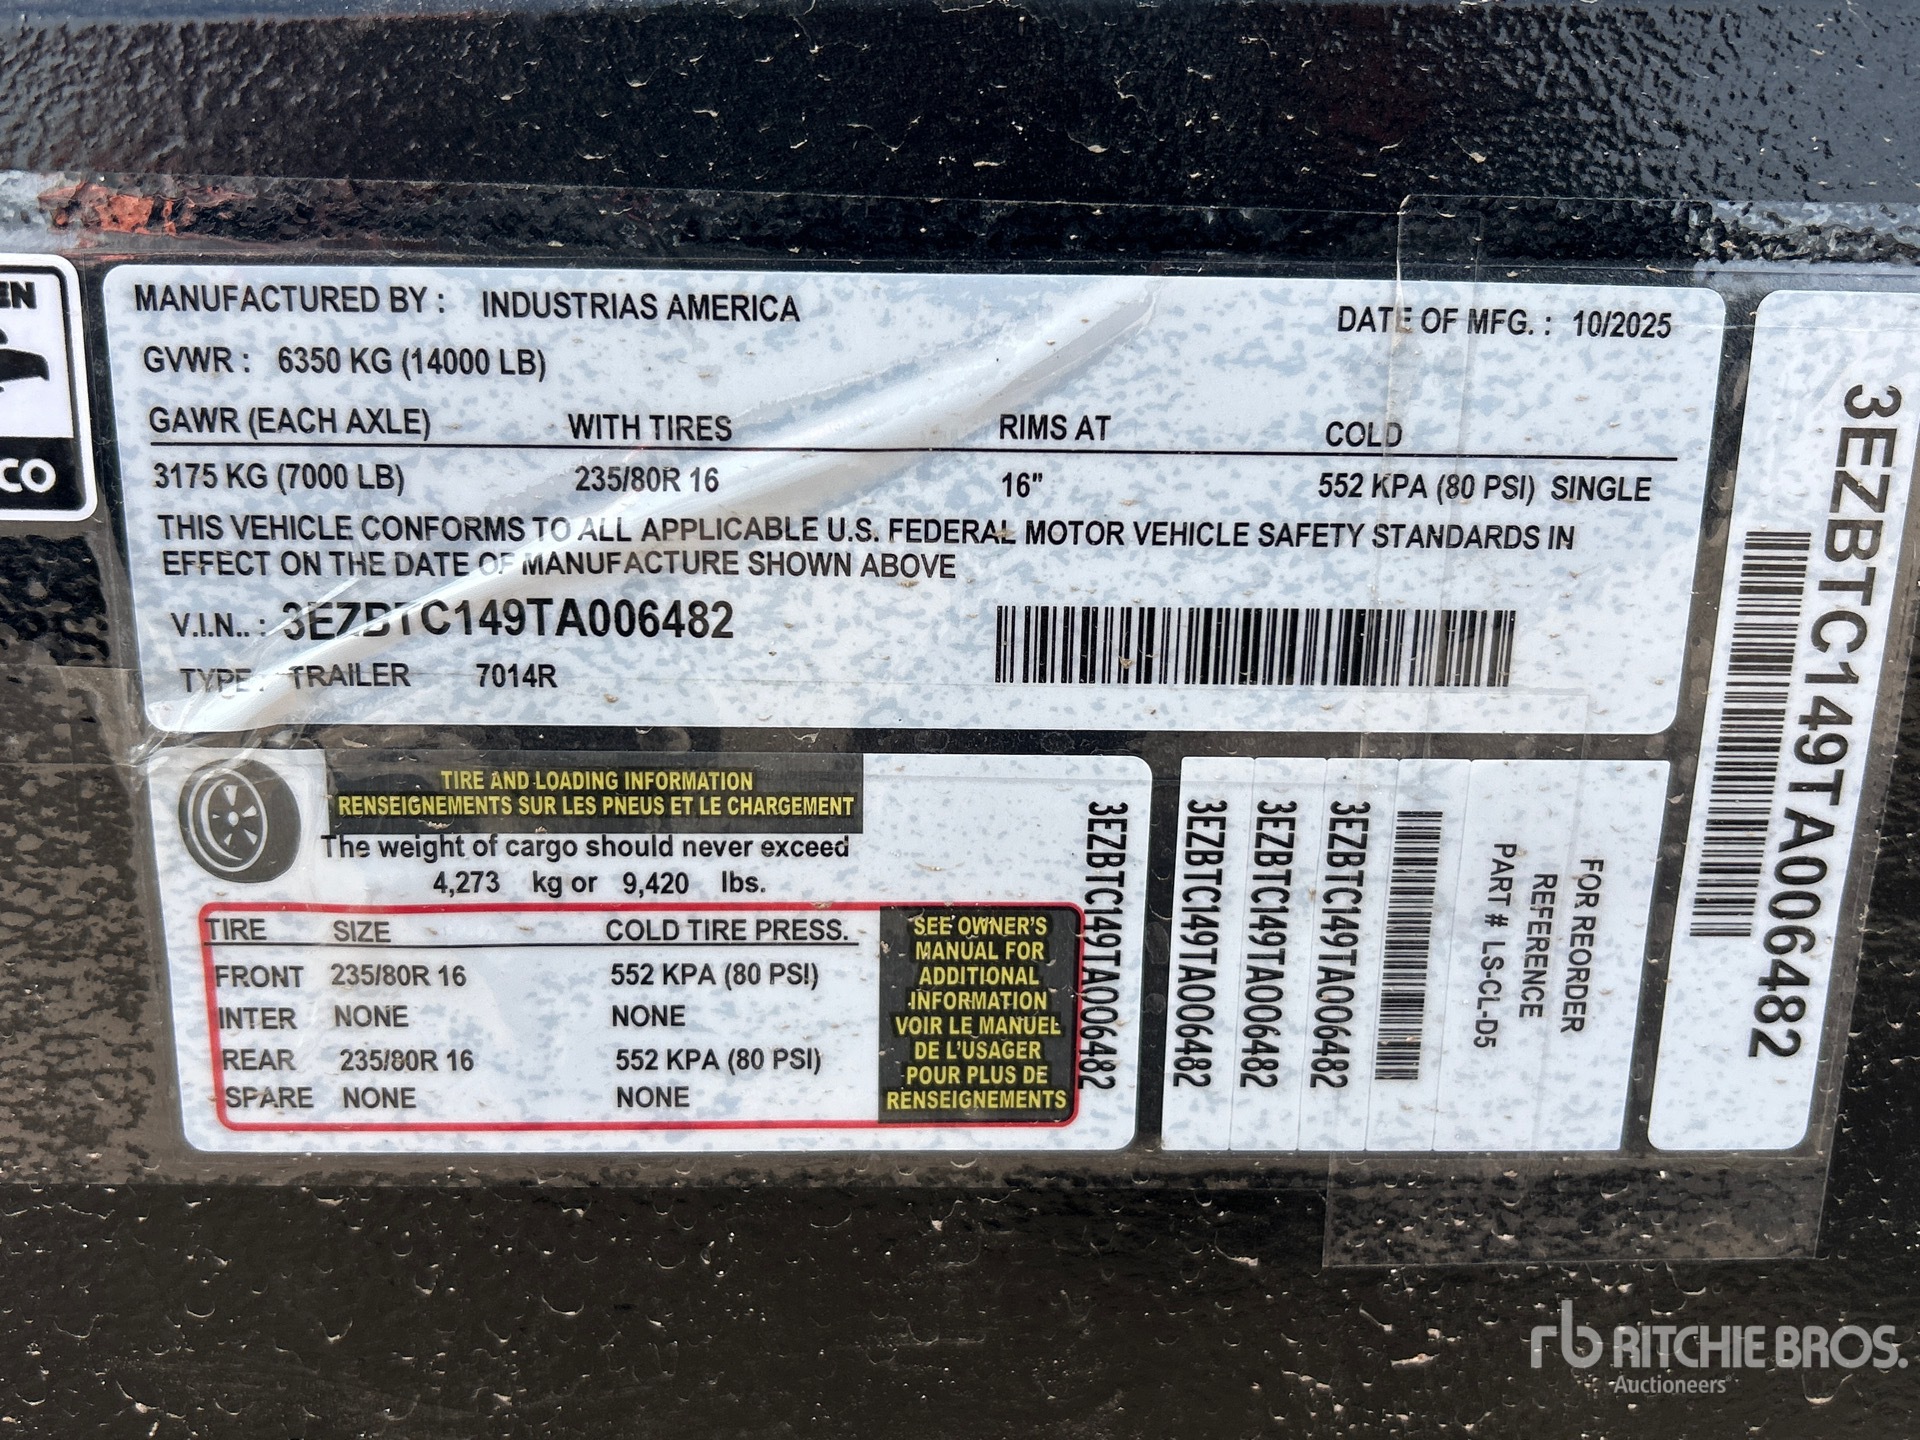 EN
CO
MANUFACTURED BY : INDUSTRIAS AMERICA DATE OF MFG. : 10/2025
GVWR : 6350 KG (14000 LB)
GAWR (EACH AXLE) WITH TIRES RIMS AT COLD
3175 KG (7000 LB) 235/80R 16 16" 552 KPA (80 PSI) SINGLE
THIS VEHICLE CONFORMS TO ALL APPLICABLE U.S. FEDERAL MOTOR VEHICLE SAFETY STANDARDS IN
EFFECT ON THE DATE OF MANUFACTURE SHOWN ABOVE
V.I.N.. : 3EZBTC149TA006482
TYPE : TRAILER 7014R
TIRE AND LOADING INFORMATION
RENSEIGNEMENTS SUR LES PNEUS ET LE CHARGEMENT
The weight of cargo should never exceed
4,273 kg or 9,420 lbs.
TIRE SIZE COLD TIRE PRESS.
FRONT 235/80R 16 552 KPA (80 PSI)
INTER NONE NONE
REAR 235/80R 16 552 KPA (80 PSI)
SPARE NONE NONE
SEE OWNER'S
MANUAL FOR
ADDITIONAL
INFORMATION
VOIR LE MANUEL
DE L'USAGER
POUR PLUS DE
RENSEIGNEMENTS
3EZBTC149TA006482
3EZBTC149TA006482
3EZBTC149TA006482
3EZBTC149TA006482
FOR REORDER
REFERENCE
PART # LS-CL-D5
3EZBTC149TA006482
rb RITCHIE BROS.
Auctioneers